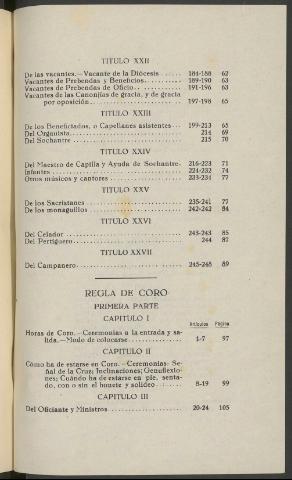 TITULO XXII
De las vacantes.—Vacante de la Diócesis ...... 184-188 62
Vacantes de Prebendas y Beneficios.......... 189-190 63
Vacantes de Prebendas de Oficio.............. 191-196 63
Vacantes de las Canonjías de gracia, y de gracia
por oposición........................ 197-198 65
TITULO XXIII
De los Beneficiados, o Capellanes asistentes... 199-213 65
Del Organista................................ 214 69
Del Sochantre................................ 215 70
TITULO XXIV
Del Maestro de Capilla y Ayuda de Sochantre. 216-223 71
Infantes .................................... 224-232 74
Otros músicos y cantores .................... 233-234 77
TITULO XXV
De los Sacristanes .......................... 235-241 77
De los monaguillos .......................... 242-242 84
TITULO XXVI
Del Celador ................................. 243-243 85
Del Pertiguero............................... 244 87
TITULO XXVII
Del Campanero................................ 245-248 89
REGLA DE CORO
PRIMERA PARTE
CAPITULO I
Artículos Página
Horas de Coro.—Ceremonias a la entrada y sa-
lida.—Modo de colocarse................. 1-7 97
CAPITULO II
Cómo ha de estarse en Coro.—Ceremonias: Se-
ñal de la Cruz; Inclinaciones; Genuflexio-
nes; Cuándo ha de estarse en pie, senta-
do, con o sin el bonete y solideo ....... 8-19 99
CAPITULO III
Del Oficiante y Ministros.................... 20-24 105